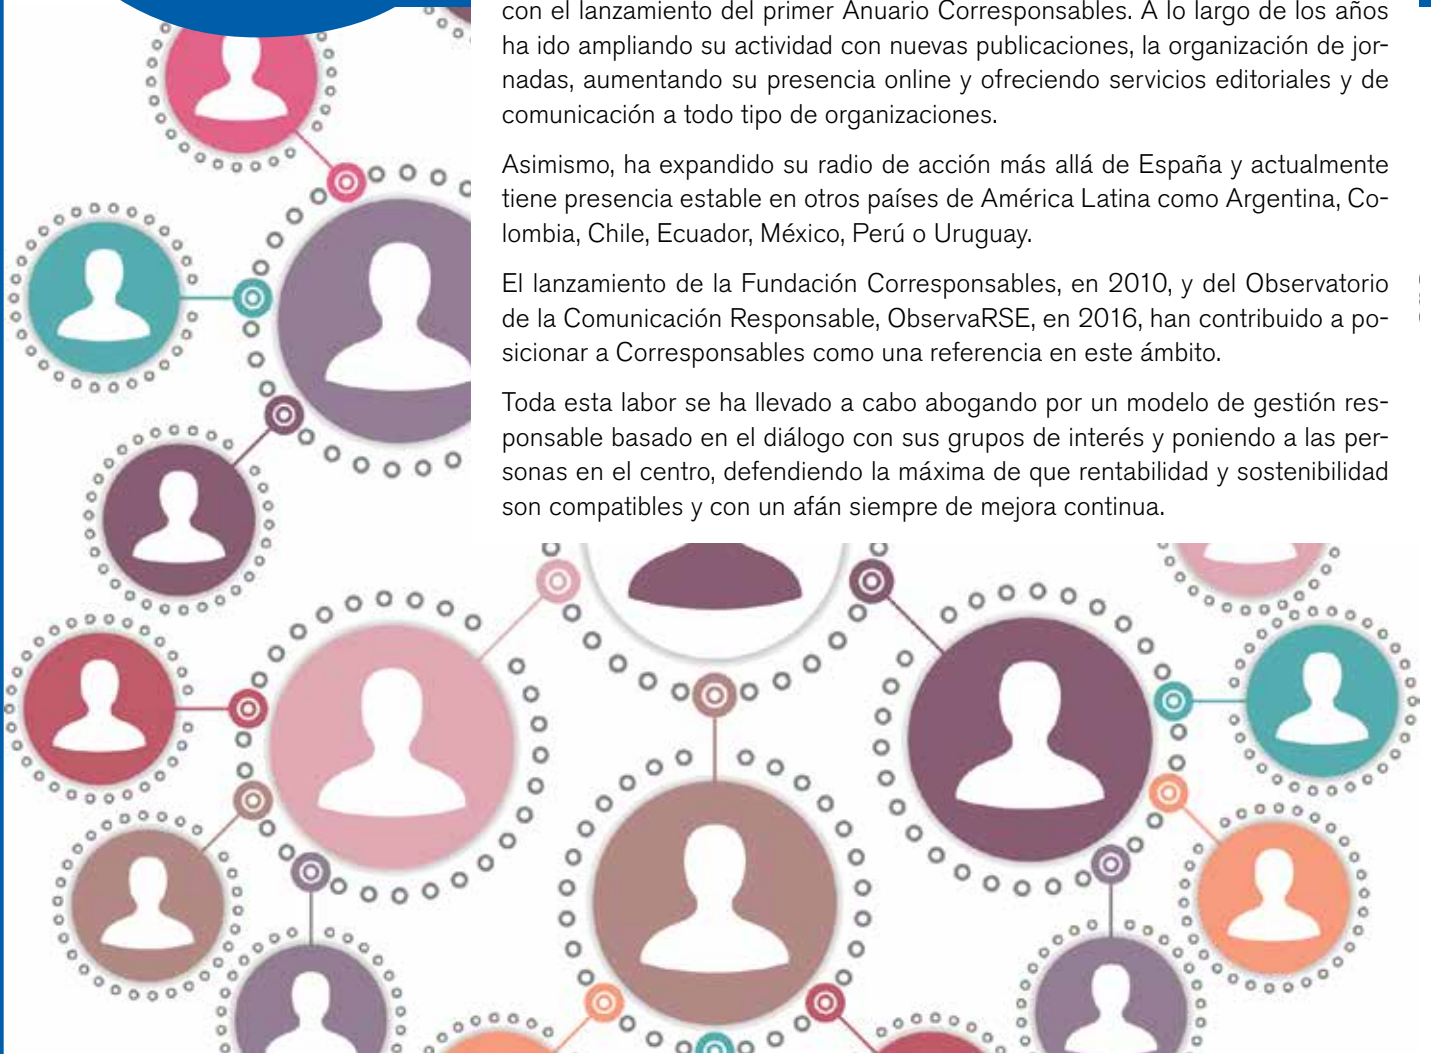 con el lanzamiento del primer Anuario Corresponsables. A lo largo de los años
ha ido ampliando su actividad con nuevas publicaciones, la organización de jor-
nadas, aumentando su presencia online y ofreciendo servicios editoriales y de
comunicación a todo tipo de organizaciones.
Asimismo, ha expandido su radio de acción más allá de España y actualmente
tiene presencia estable en otros países de América Latina como Argentina, Co-
lombia, Chile, Ecuador, México, Perú o Uruguay.
El lanzamiento de la Fundación Corresponsables, en 2010, y del Observatorio
de la Comunicación Responsable, ObservaRSE, en 2016, han contribuido a po-
sicionar a Corresponsables como una referencia en este ámbito.
Toda esta labor se ha llevado a cabo abogando por un modelo de gestión res-
ponsable basado en el diálogo con sus grupos de interés y poniendo a las per-
sonas en el centro, defendiendo la máxima de que rentabilidad y sostenibilidad
son compatibles y con un afán siempre de mejora continua.